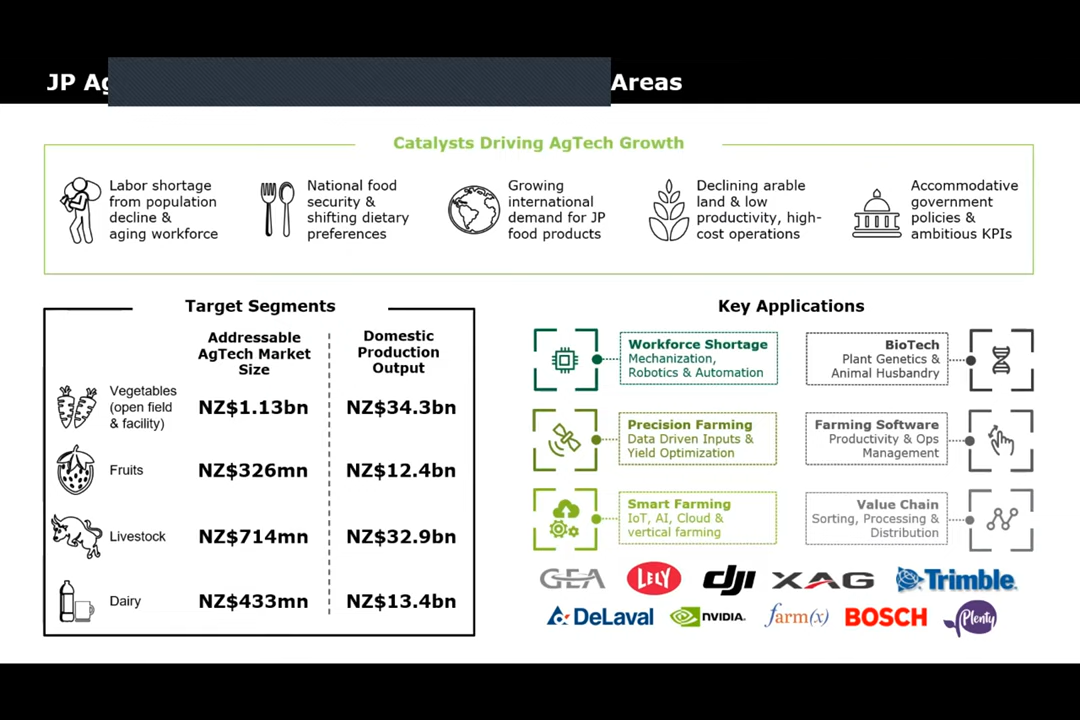 JP Ag
Areas
Catalysts Driving AgTech Growth
Labor shortage
from population
decline &
aging workforce
National food
security &
shifting dietary
preferences
Growing
international
demand for JP
food products
Declining arable
land & low
productivity, high-
cost operations
Accommodative
government
policies &
ambitious KPIs
Target Segments
Addressable
AgTech Market
Size
Domestic
Production
Output
Vegetables
(open field
& facility)
NZ$1.13bn
NZ$34.3bn
Fruits
NZ$326mn
NZ$12.4bn
Livestock
NZ$714mn
NZ$32.9bn
Dairy
NZ$433mn
NZ$13.4bn
Key Applications
Workforce Shortage
Mechanization,
Robotics & Automation
BioTech
Plant Genetics &
Animal Husbandry
Precision Farming
Data Driven Inputs &
Yield Optimization
Farming Software
Productivity & Ops
Management
Smart Farming
IoT, AI, Cloud &
vertical farming
Value Chain
Sorting, Processing &
Distribution
GEA
LELY
dji
XAG
Trimble
DeLaval
NVIDIA
farm(x)
BOSCH
Plenty